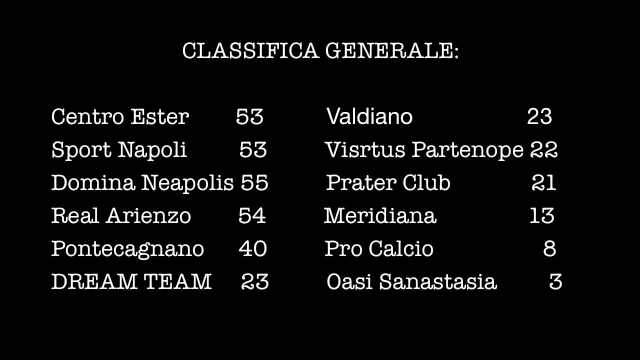 CLASSIFICA GENERALE:
Centro Ester 53
Sport Napoli 53
Domina Neapolis 55
Real Arienzo 54
Pontecagnano 40
DREAM TEAM 23
Valdiano 23
Visrtus Partenope 22
Prater Club 21
Meridiana 13
Pro Calcio 8
Oasi Sanastasia 3